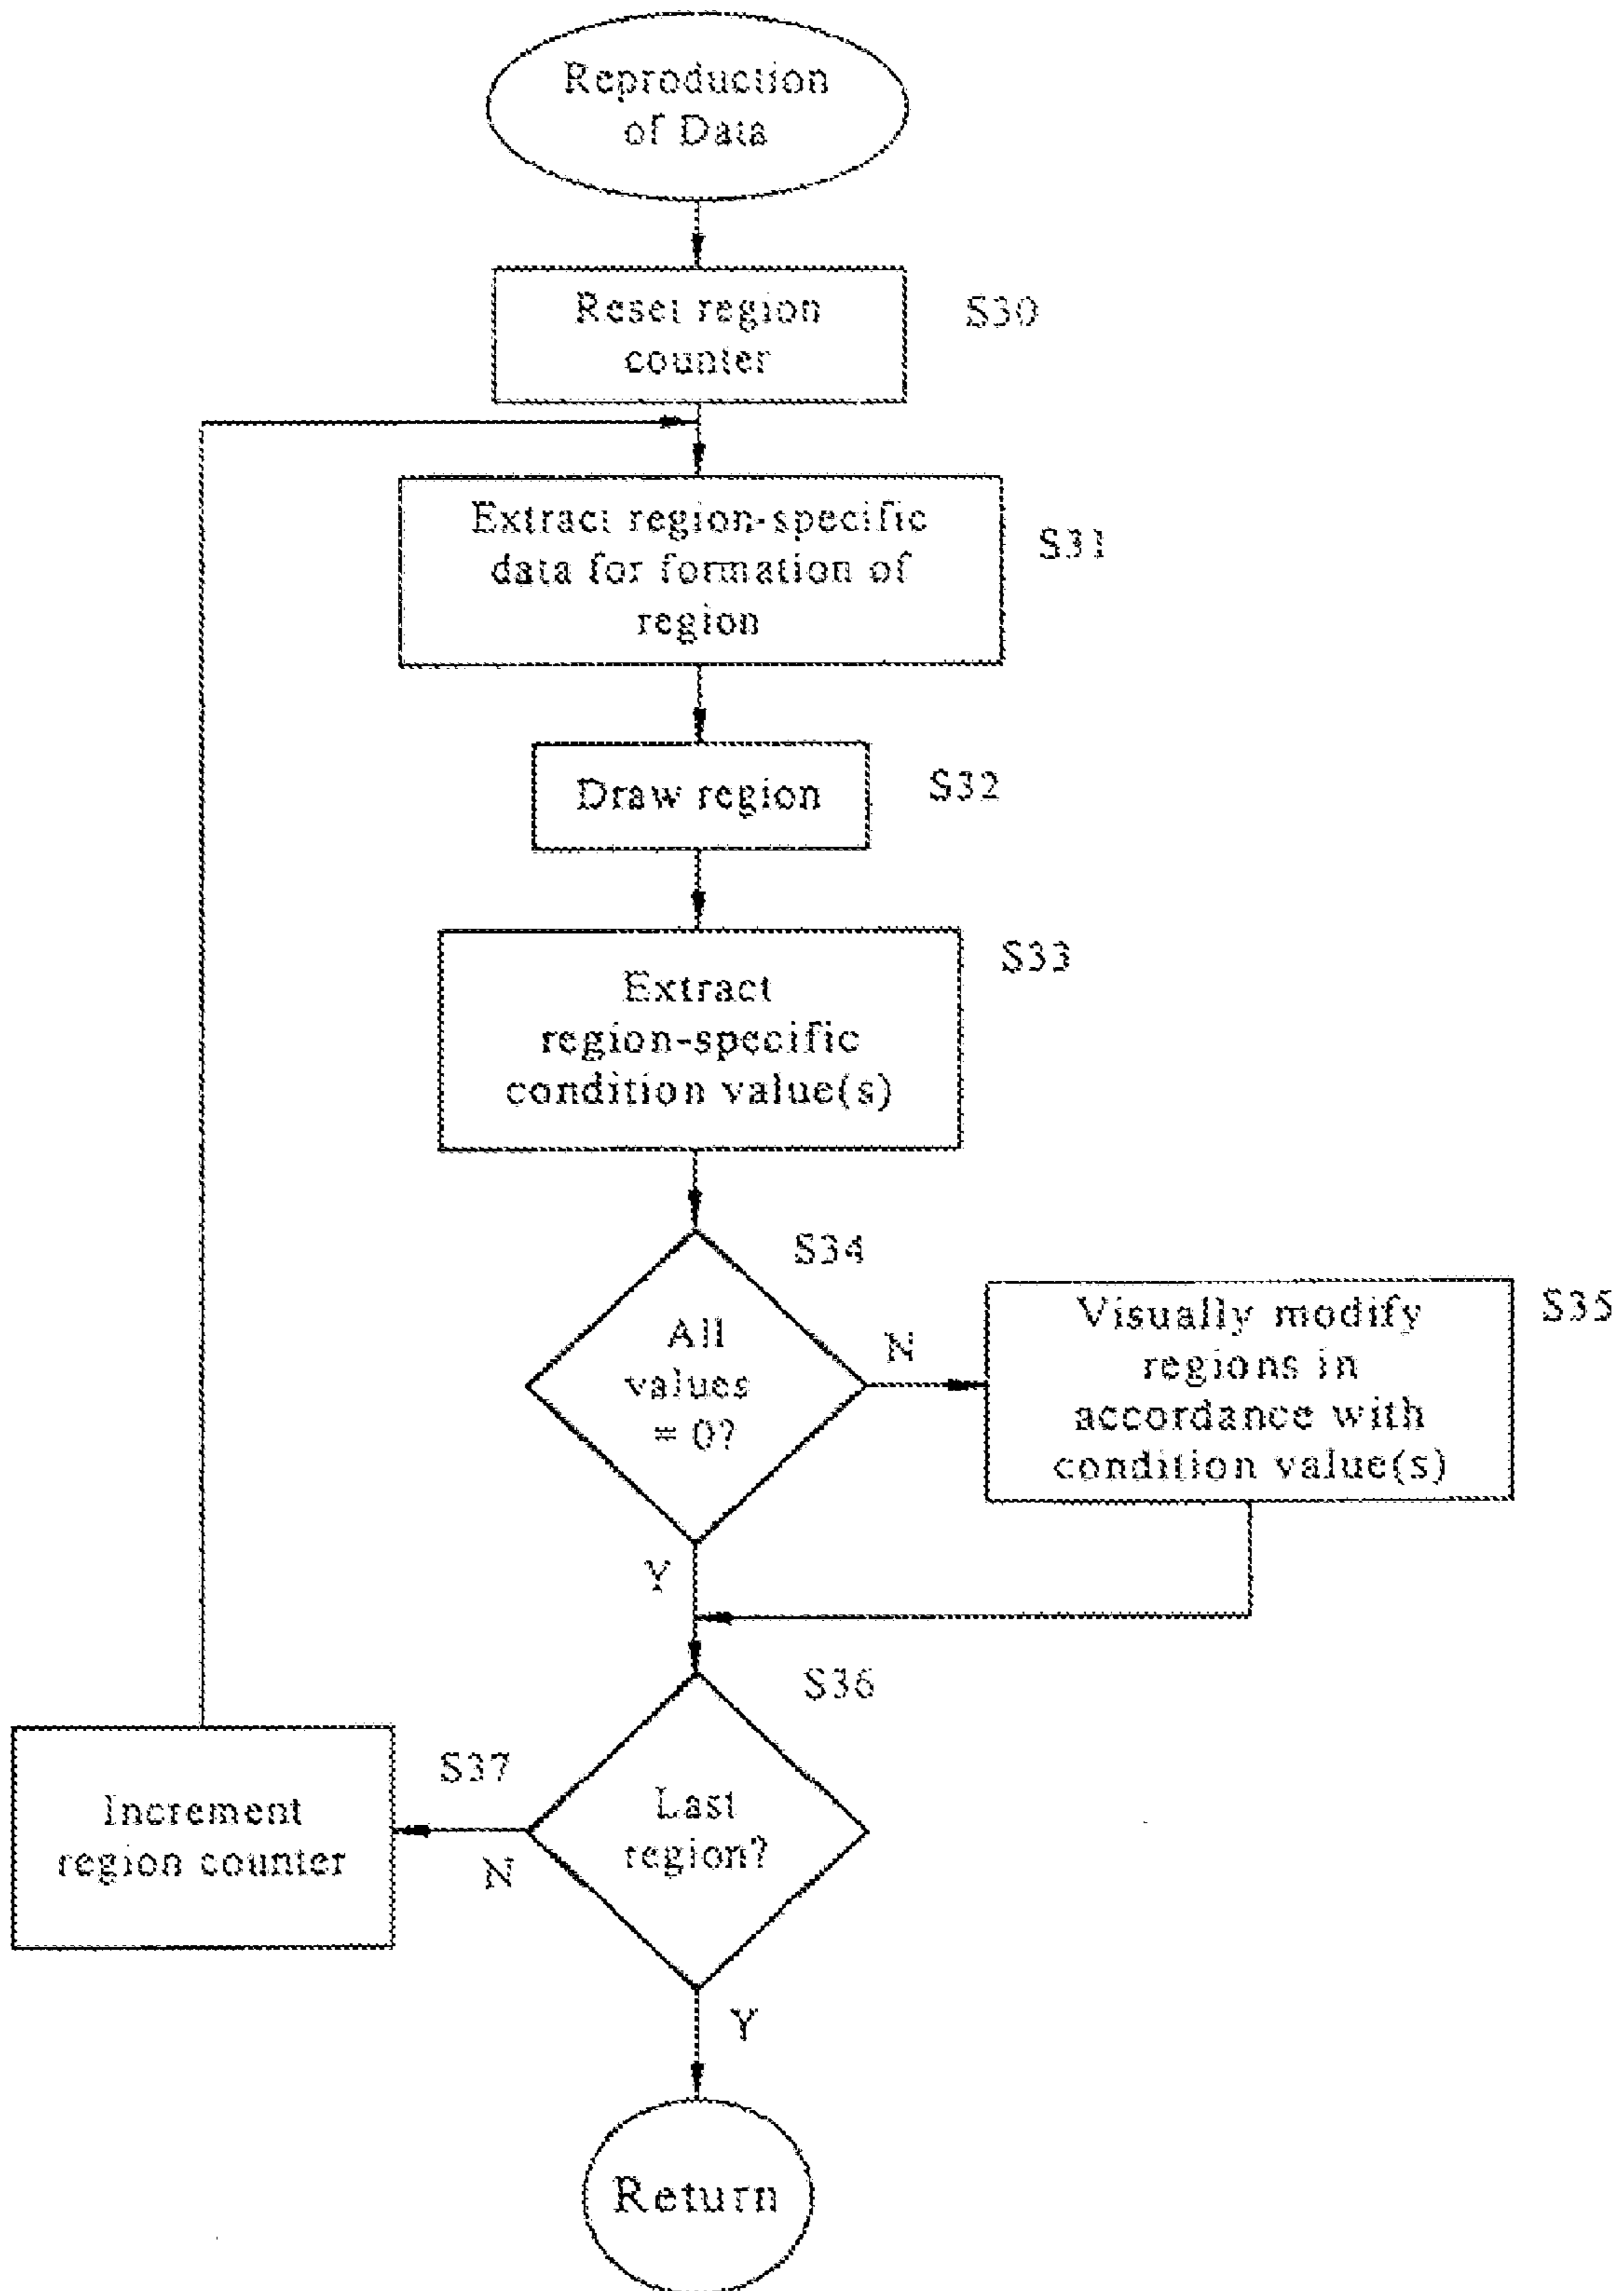 Reproduction
of Data
Reset region
counter
S30
Extract region-specific
data for formation of
region
S31
Draw region
S32
Extract
region-specific
condition value(s)
S33
S34
All
values
= 0?
N
Visually modify
regions in
accordance with
condition value(s)
S35
Y
S36
Last
region?
S37
N
Increment
region counter
Y
Return